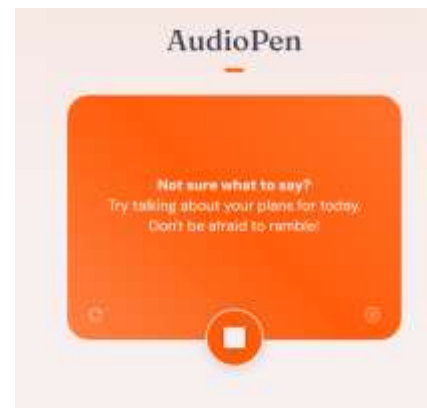 AudioPen
Not sure what to say?
Try talking about your plans for today.
Don't be afraid to ramble!